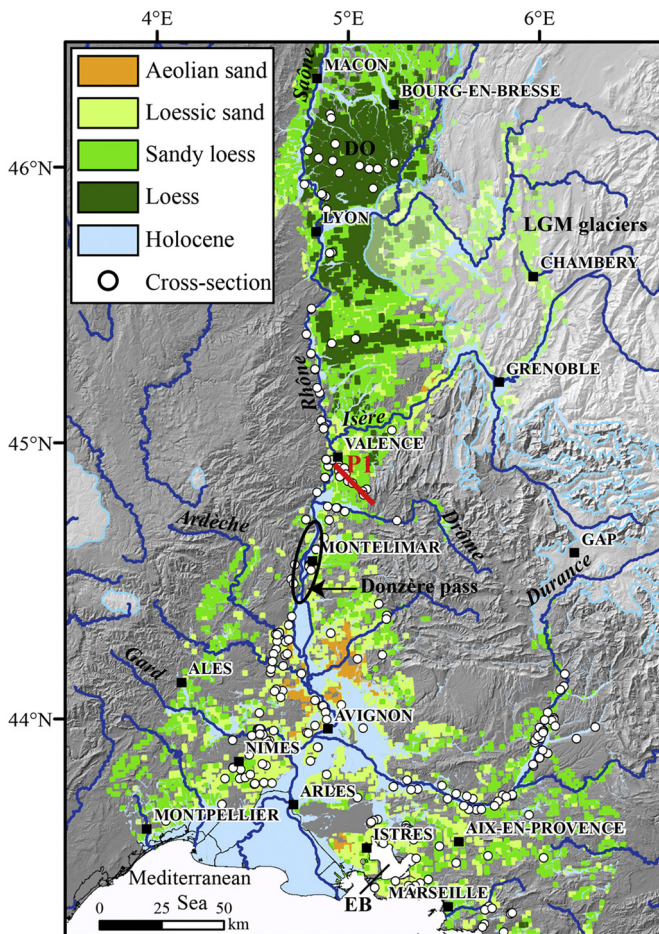 4°E 5°E 6°E
Aeolian sand
Loessic sand
Sandy loess
Loess
Holocene
Cross-section
Saône
MACON
BOURG-EN-BRESSE
46°N
DO
LYON
LGM glaciers
CHAMBERY
Rhône
GRENOBLE
Isère
45°N
VALENCE
P1
Ardèche
Drôme
MONTELIMAR
GAP
Durance
Donzère pass
Gard
ALES
44°N
AVIGNON
NIMES
ARLES
MONTPELLIER
ISTRES
AIX-EN-PROVENCE
Mediterranean
Sea
EB
MARSEILLE
0 25 50
km